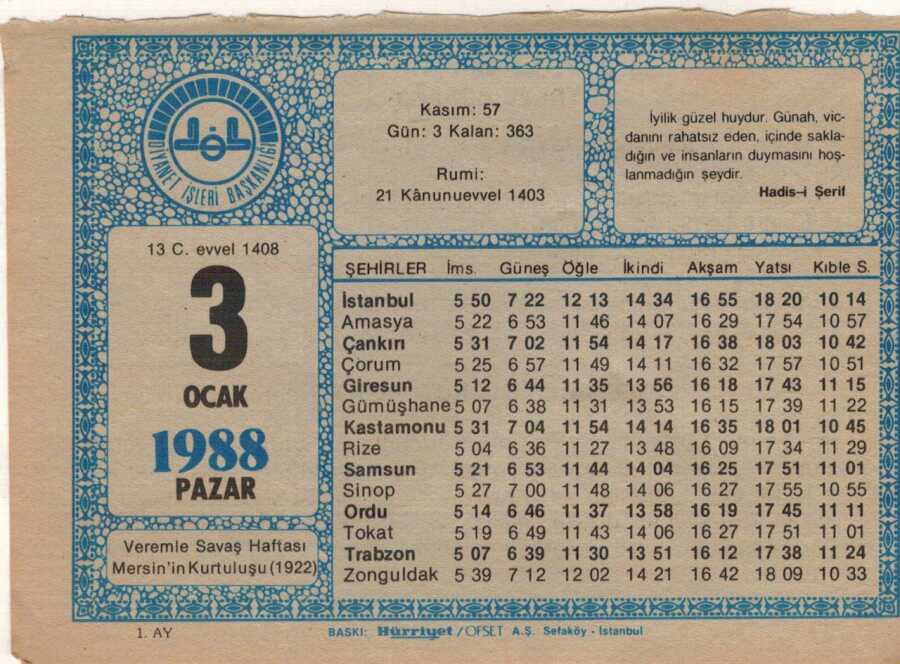 DİYANET İŞLERİ BAŞKANLIĞI
Kasım: 57
Gün: 3 Kalan: 363
Rumi:
21 Kânunuevvel 1403
İyilik güzel huydur. Günah, vic-
danını rahatsız eden, içinde sakla-
dığın ve insanların duymasını hoş-
lanmadığın şeydir.
Hadis-i Şerif
13 C. evvel 1408
3
OCAK
1988
PAZAR
Veremle Savaş Haftası
Mersin'in Kurtuluşu (1922)
ŞEHİRLER İms. Güneş Öğle İkindi Akşam Yatsı Kıble S.
İstanbul 5 50 7 22 12 13 14 34 16 55 18 20 10 14
Amasya 5 22 6 53 11 46 14 07 16 29 17 54 10 57
Çankırı 5 31 7 02 11 54 14 17 16 38 18 03 10 42
Çorum 5 25 6 57 11 49 14 11 16 32 17 57 10 51
Giresun 5 12 6 44 11 35 13 56 16 18 17 43 11 15
Gümüşhane 5 07 6 38 11 31 13 53 16 15 17 39 11 22
Kastamonu 5 31 7 04 11 54 14 14 16 35 18 01 10 45
Rize 5 04 6 36 11 27 13 48 16 09 17 34 11 29
Samsun 5 21 6 53 11 44 14 04 16 25 17 51 11 01
Sinop 5 27 7 00 11 48 14 06 16 27 17 55 10 55
Ordu 5 14 6 46 11 37 13 58 16 19 17 45 11 11
Tokat 5 19 6 49 11 43 14 06 16 27 17 51 11 01
Trabzon 5 07 6 39 11 30 13 51 16 12 17 38 11 24
Zonguldak 5 39 7 12 12 02 14 21 16 42 18 09 10 33
1. AY
BASKI: Hürriyet / OFSET A.Ş. Sefaköy - İstanbul